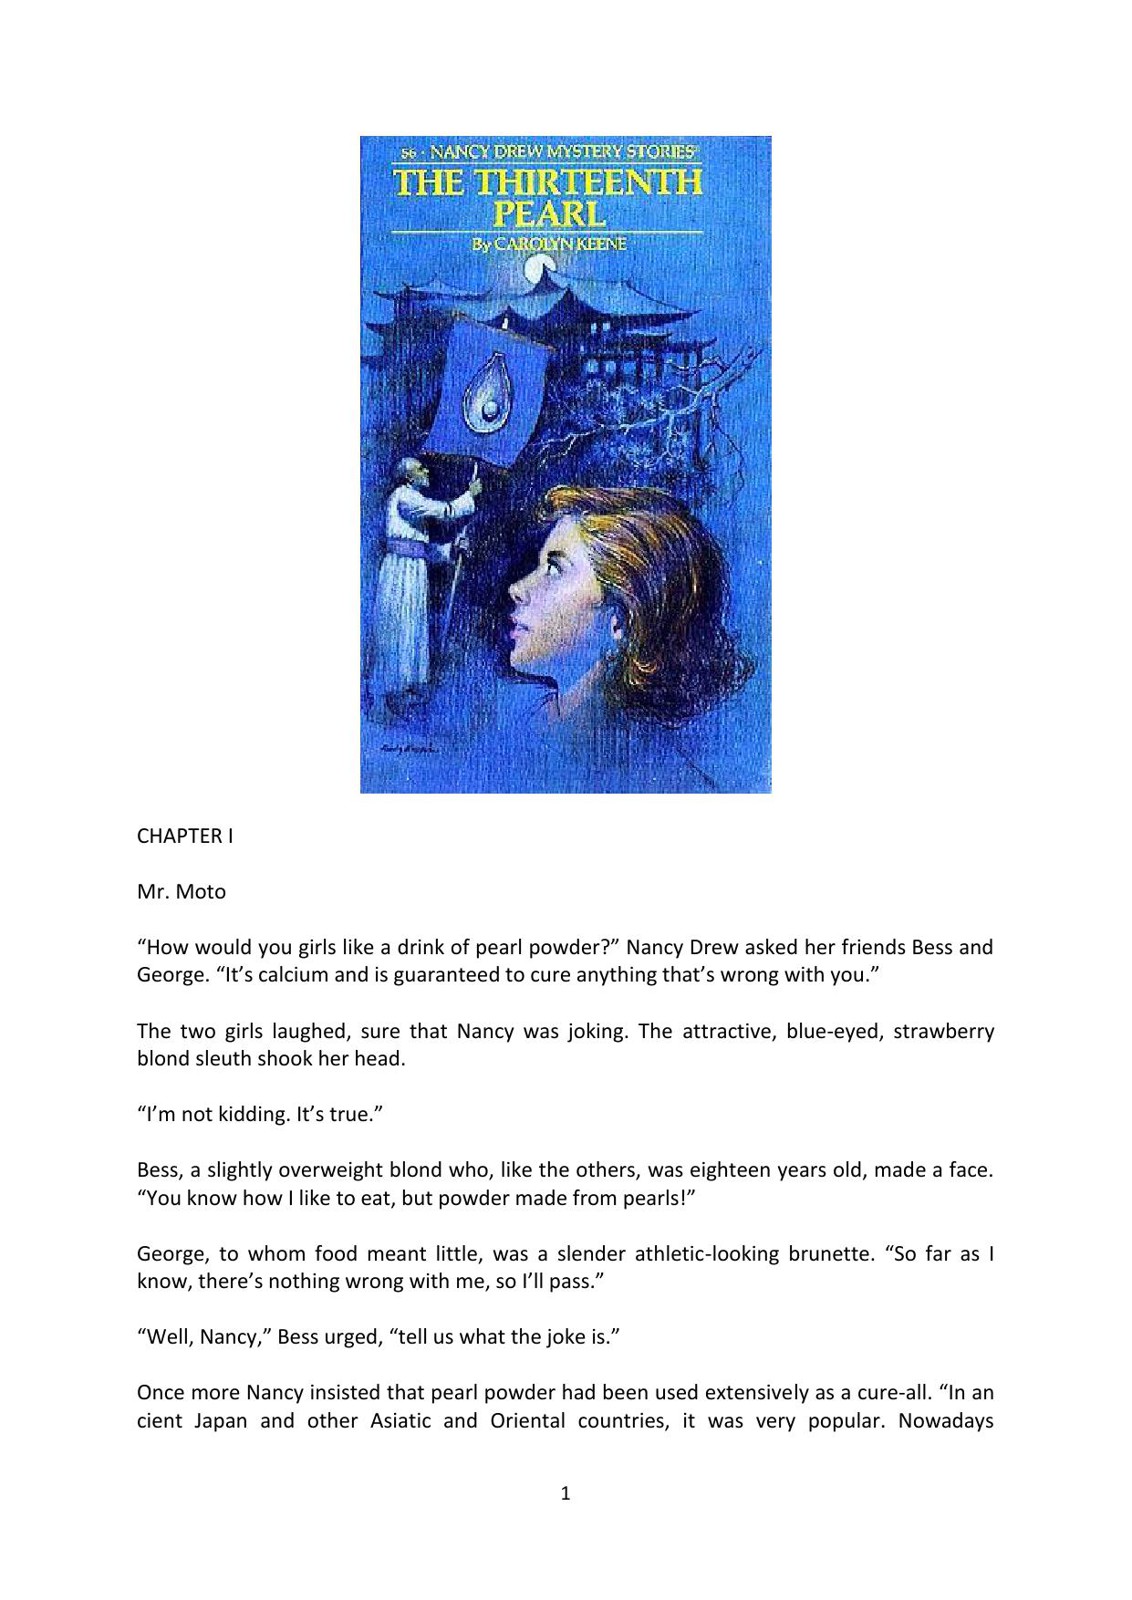 56 · NANCY DREW MYSTERY STORIES®
THE THIRTEENTH
PEARL
By CAROLYN KEENE
CHAPTER I
Mr. Moto
“How would you girls like a drink of pearl powder?” Nancy Drew asked her friends Bess and
George. “It’s calcium and is guaranteed to cure anything that’s wrong with you.”
The two girls laughed, sure that Nancy was joking. The attractive, blue-eyed, strawberry
blond sleuth shook her head.
“I’m not kidding. It’s true.”
Bess, a slightly overweight blond who, like the others, was eighteen years old, made a face.
“You know how I like to eat, but powder made from pearls!”
George, to whom food meant little, was a slender athletic-looking brunette. “So far as I
know, there’s nothing wrong with me, so I’ll pass.”
“Well, Nancy,” Bess urged, “tell us what the joke is.”
Once more Nancy insisted that pearl powder had been used extensively as a cure-all. “In an
cient Japan and other Asiatic and Oriental countries, it was very popular. Nowadays
1